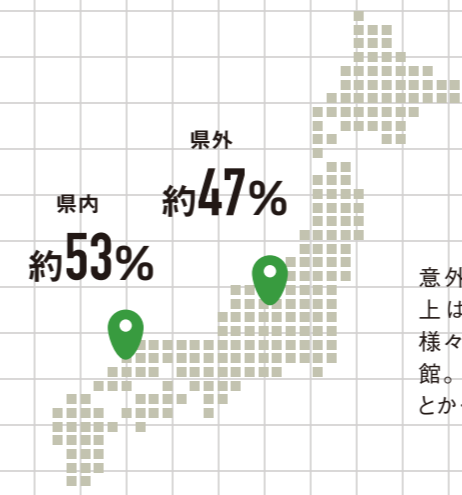 県外
約47%
県内
約53%
意外
上は
様々
館。
とか